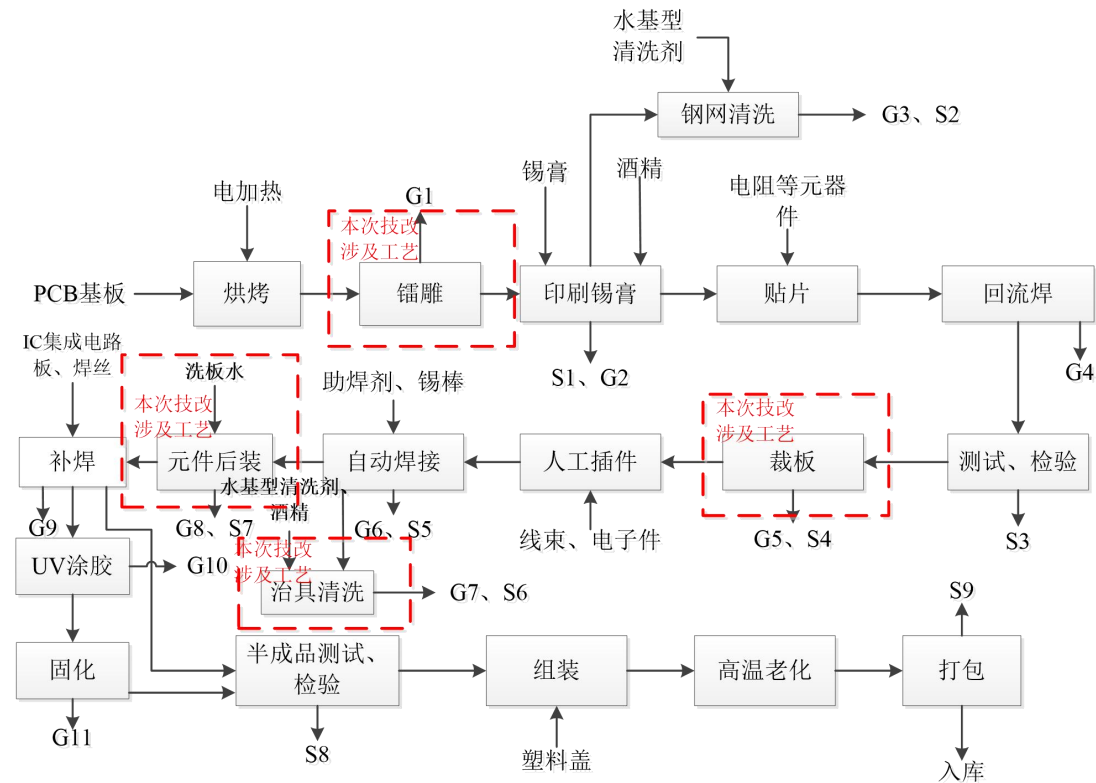 水基型
清洗剂
钢网清洗
G3、S2
电加热
G1
锡膏
酒精
电阻等元器
件
本次技改
涉及工艺
PCB基板
烘烤
镭雕
印刷锡膏
贴片
回流焊
S1、G2
G4
IC集成电路
板、焊丝
洗板水
本次技改
涉及工艺
助焊剂、锡棒
本次技改
涉及工艺
补焊
元件后装
自动焊接
人工插件
裁板
测试、检验
水基型清洗剂、
酒精
G9
G8、S7
G6、S5
线束、电子件
G5、S4
S3
本次技改
涉及工艺
UV涂胶
G10
治具清洗
G7、S6
S9
固化
半成品测试、
检验
组装
高温老化
打包
G11
S8
塑料盖
入库